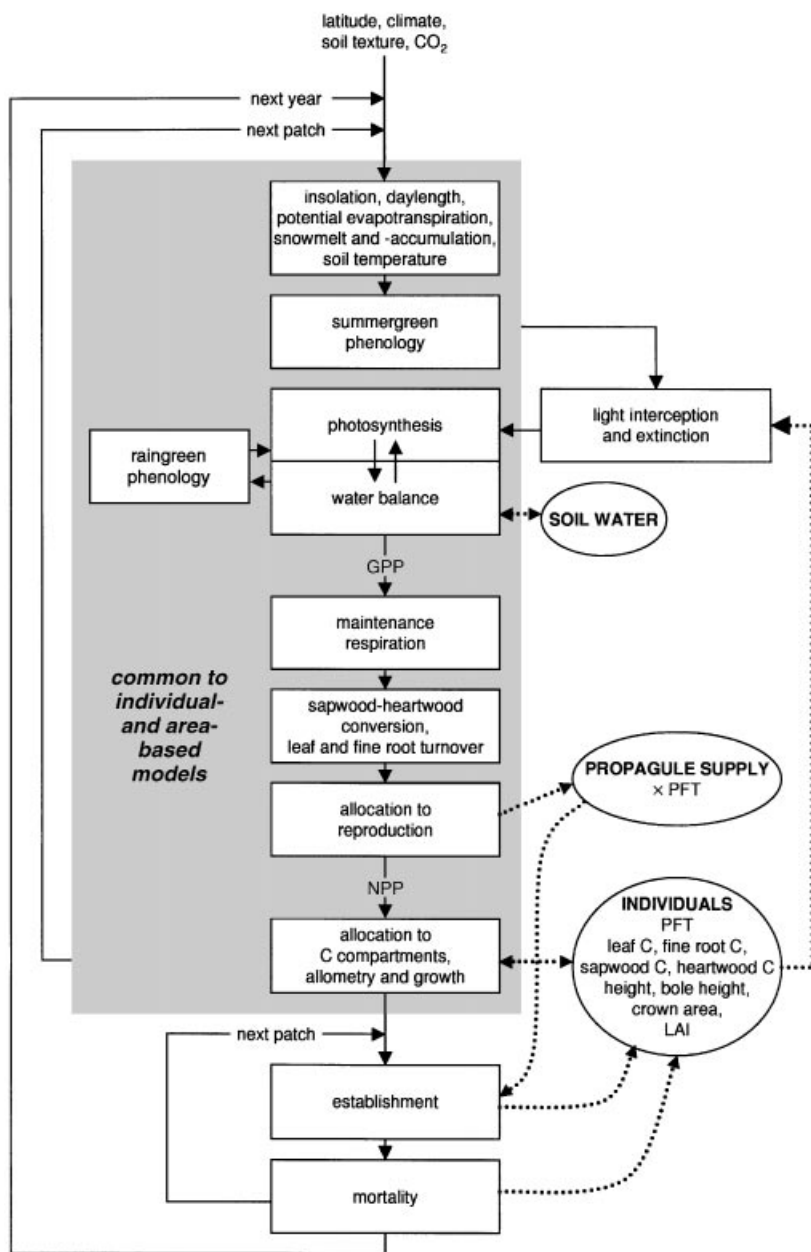 latitude, climate,
soil texture, CO₂
next year
next patch
insolation, daylength,
potential evapotranspiration,
snowmelt and -accumulation,
soil temperature
summergreen
phenology
photosynthesis
light interception
and extinction
raingreen
phenology
water balance
SOIL WATER
GPP
maintenance
respiration
common to
individual-
and area-
based
models
sapwood-heartwood
conversion,
leaf and fine root turnover
PROPAGULE SUPPLY
× PFT
allocation to
reproduction
NPP
INDIVIDUALS
PFT
leaf C, fine root C,
sapwood C, heartwood C
height, bole height,
crown area,
LAI
allocation to
C compartments,
allometry and growth
next patch
establishment
mortality